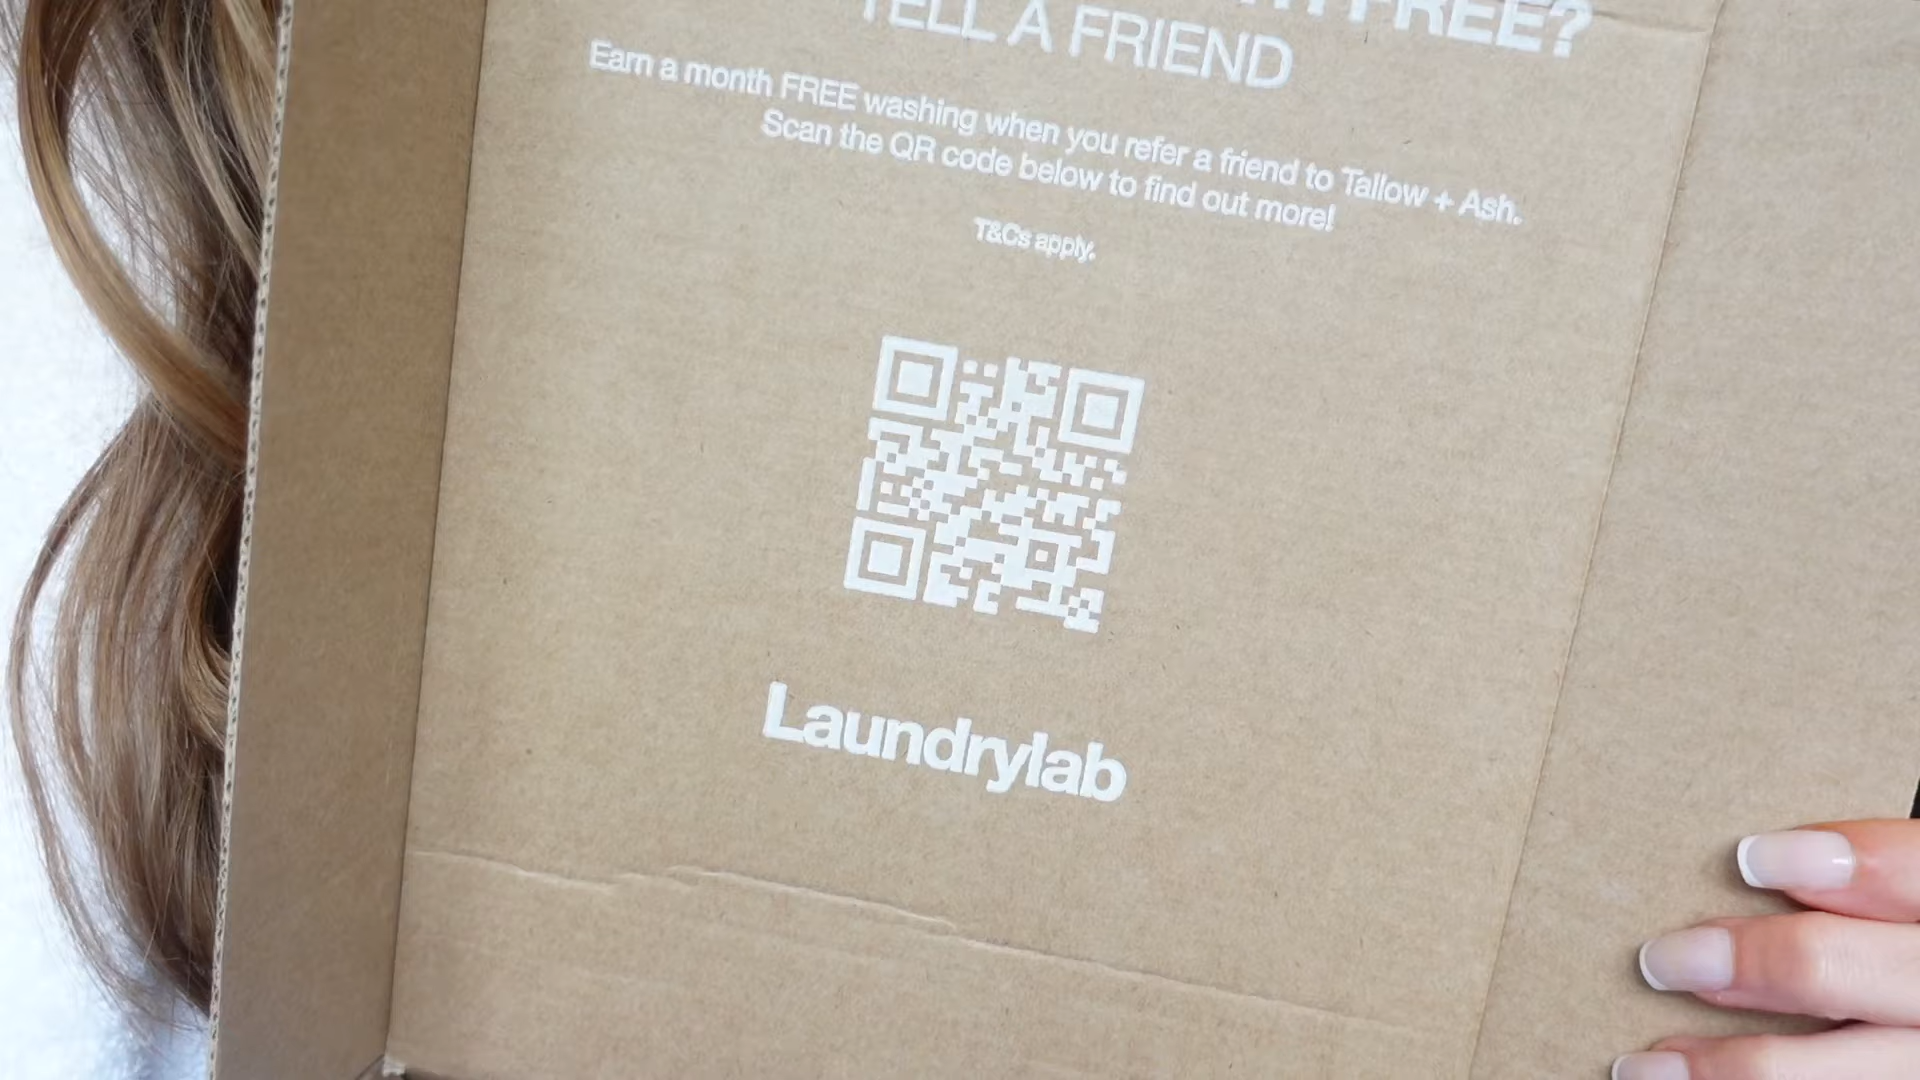 FREE?
TELL A FRIEND
Earn a month FREE washing when you refer a friend to Tallow + Ash.
Scan the QR code below to find out more!
T&Cs apply.
Laundrylab